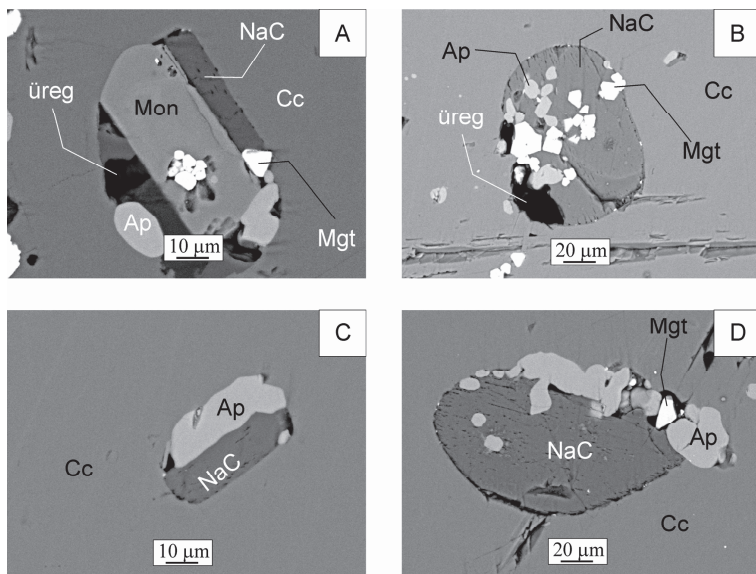 A
NaC
Cc
üreg
Mon
Ap
Mgt
10 μm
B
NaC
Ap
Cc
üreg
Mgt
20 μm
C
Ap
Cc
NaC
10 μm
D
Mgt
Ap
NaC
Cc
20 μm